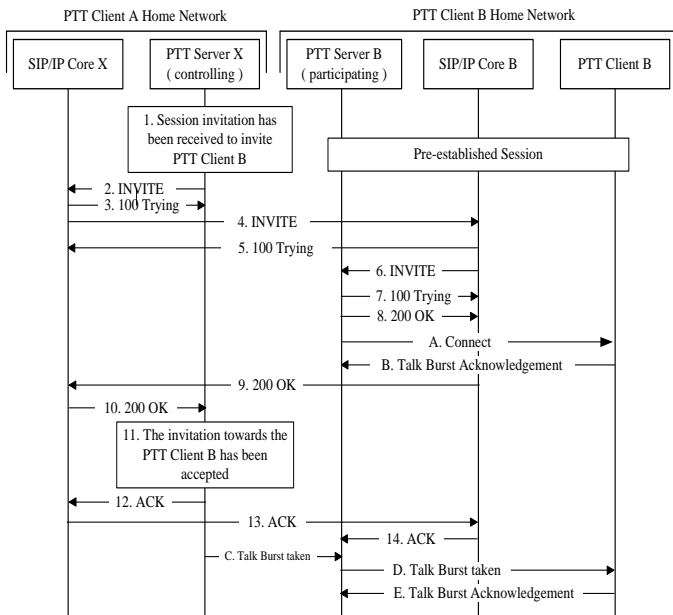 PTT Client A Home Network
PTT Client B Home Network
SIP/IP Core X
PTT Server X
( controlling )
PTT Server B
( participating )
SIP/IP Core B
PTT Client B
1. Session invitation has
been received to invite
PTT Client B
Pre-established Session
2. INVITE
3. 100 Trying
4. INVITE
5. 100 Trying
6. INVITE
7. 100 Trying
8. 200 OK
A. Connect
B. Talk Burst Acknowledgement
9. 200 OK
10. 200 OK
11. The invitation towards the
PTT Client B has been
accepted
12. ACK
13. ACK
14. ACK
C. Talk Burst taken
D. Talk Burst taken
E. Talk Burst Acknowledgement